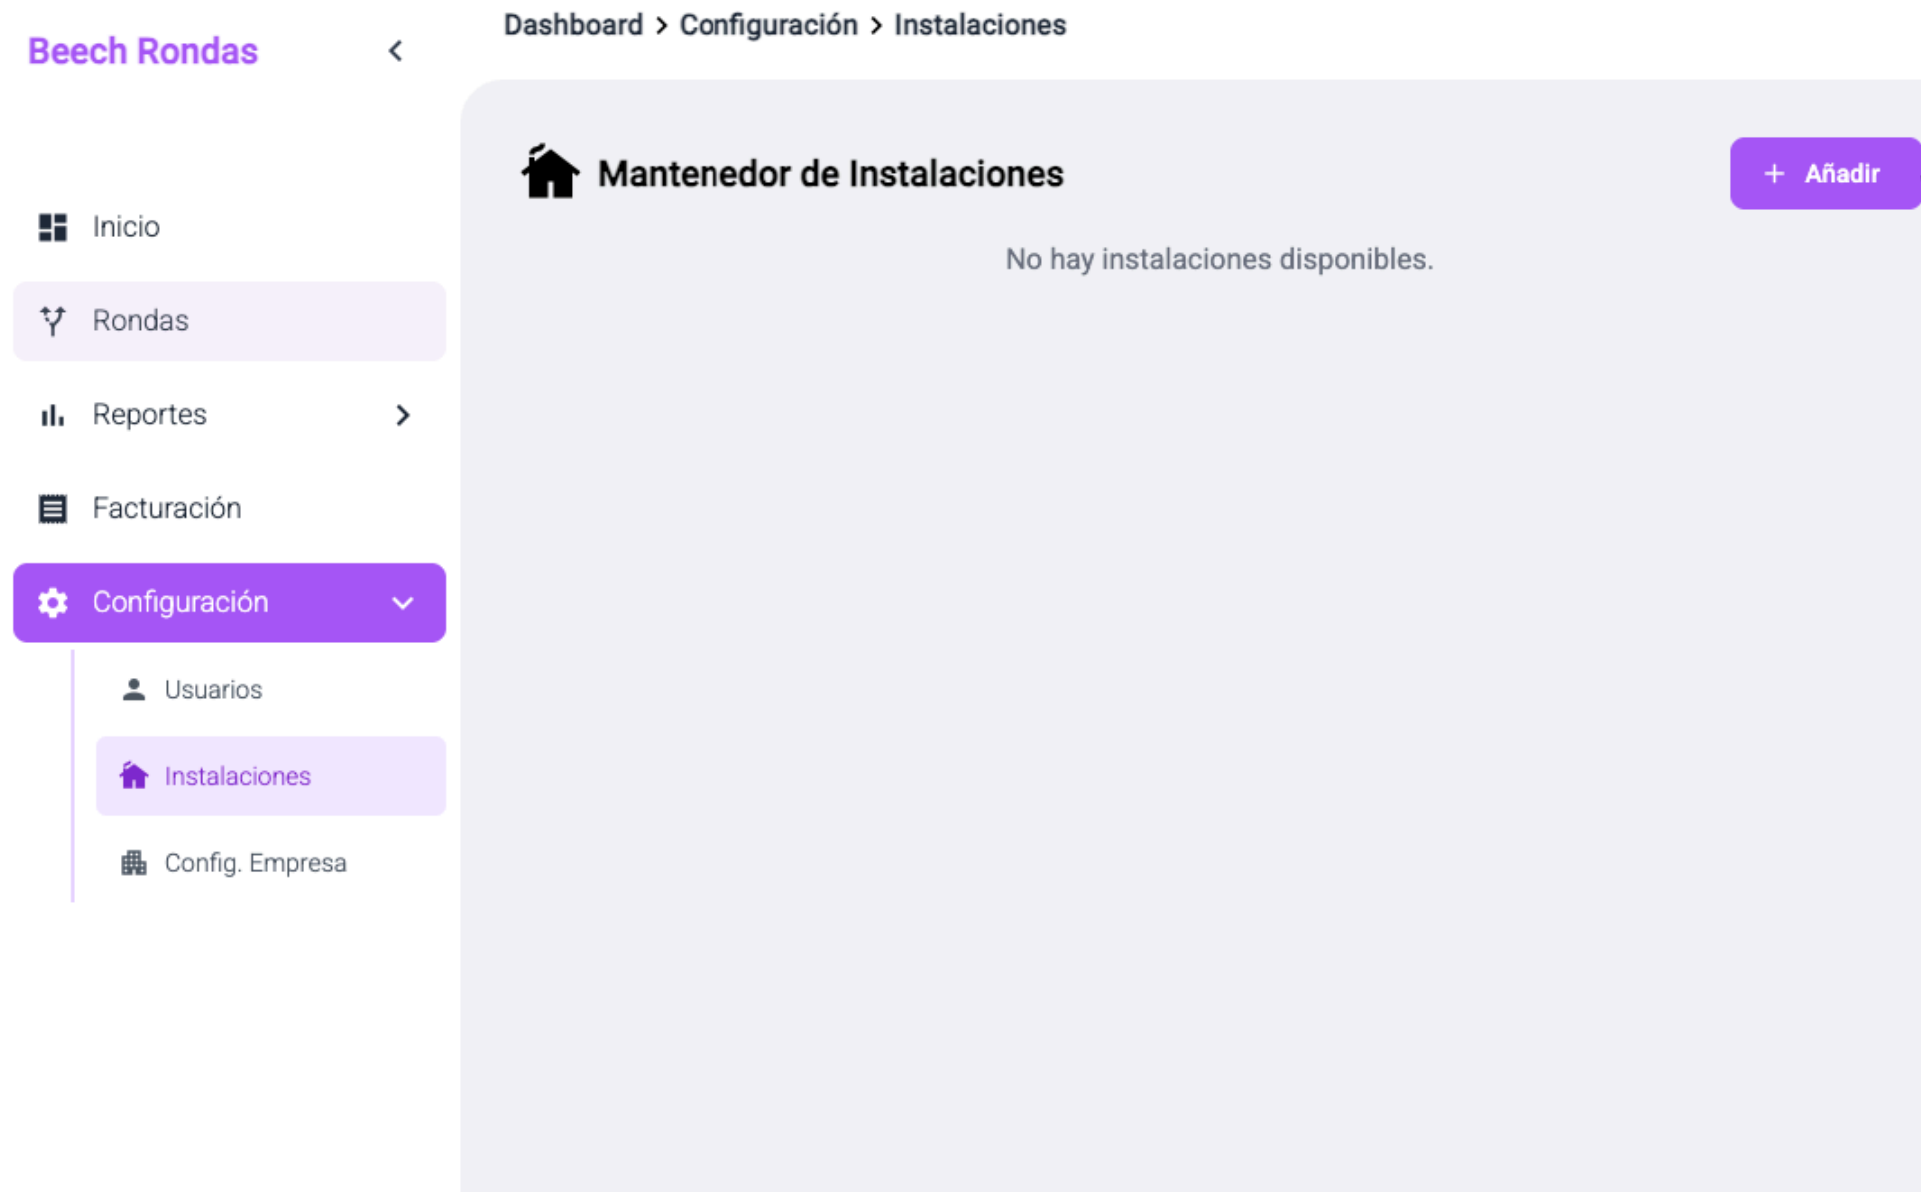 Beech Rondas
Dashboard > Configuración > Instalaciones
Mantenedor de Instalaciones
+ Añadir
No hay instalaciones disponibles.
Inicio
Rondas
Reportes
Facturación
Configuración
Usuarios
Instalaciones
Config. Empresa